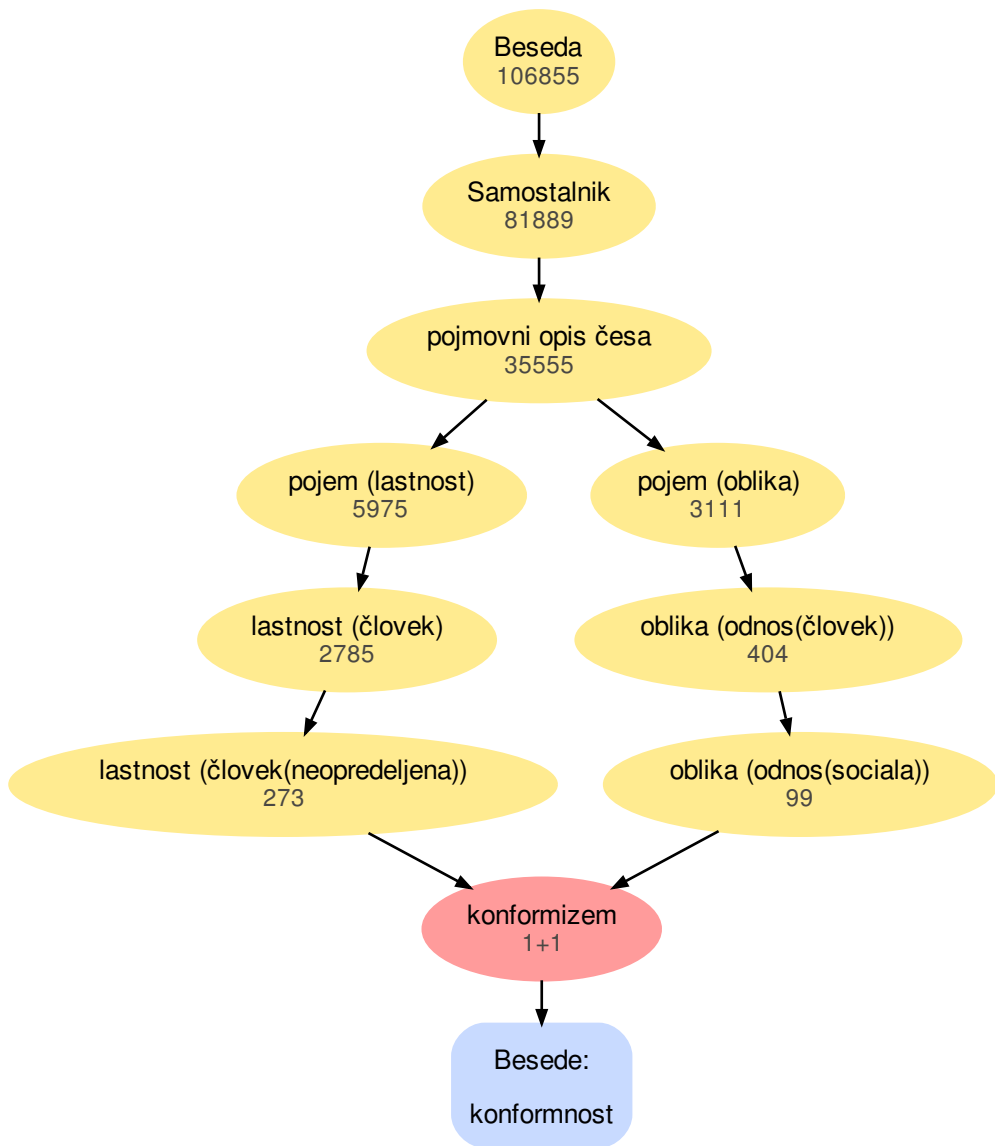 Beseda
106855
Samostalnik
81889
pojmovni opis česa
35555
pojem (lastnost)
5975
pojem (oblika)
3111
lastnost (človek)
2785
oblika (odnos(človek))
404
lastnost (človek(neopredeljena))
273
oblika (odnos(sociala))
99
konformizem
1+1
Besede:
konformnost